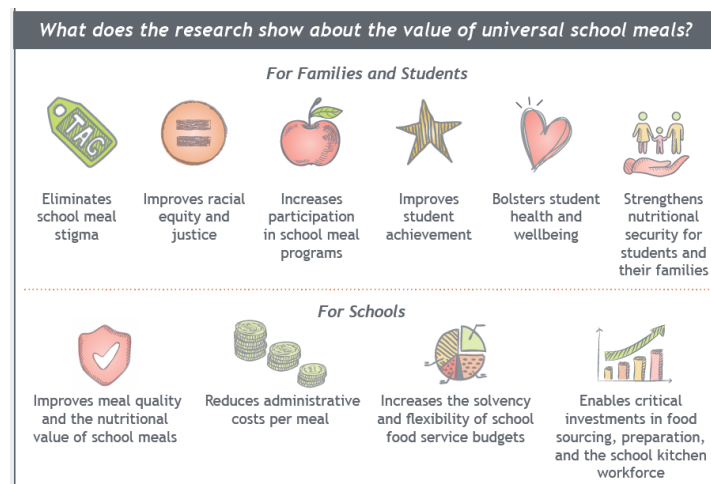 What does the research show about the value of universal school meals?
For Families and Students
TAG
Eliminates
school meal
stigma
Improves racial
equity and
justice
Increases
participation
in school meal
programs
Improves
student
achievement
Bolsters student
health and
wellbeing
Strengthens
nutritional
security for
students and
their families
For Schools
Improves meal quality
and the nutritional
value of school meals
Reduces administrative
costs per meal
Increases the solvency
and flexibility of school
food service budgets
Enables critical
investments in food
sourcing, preparation,
and the school kitchen
workforce